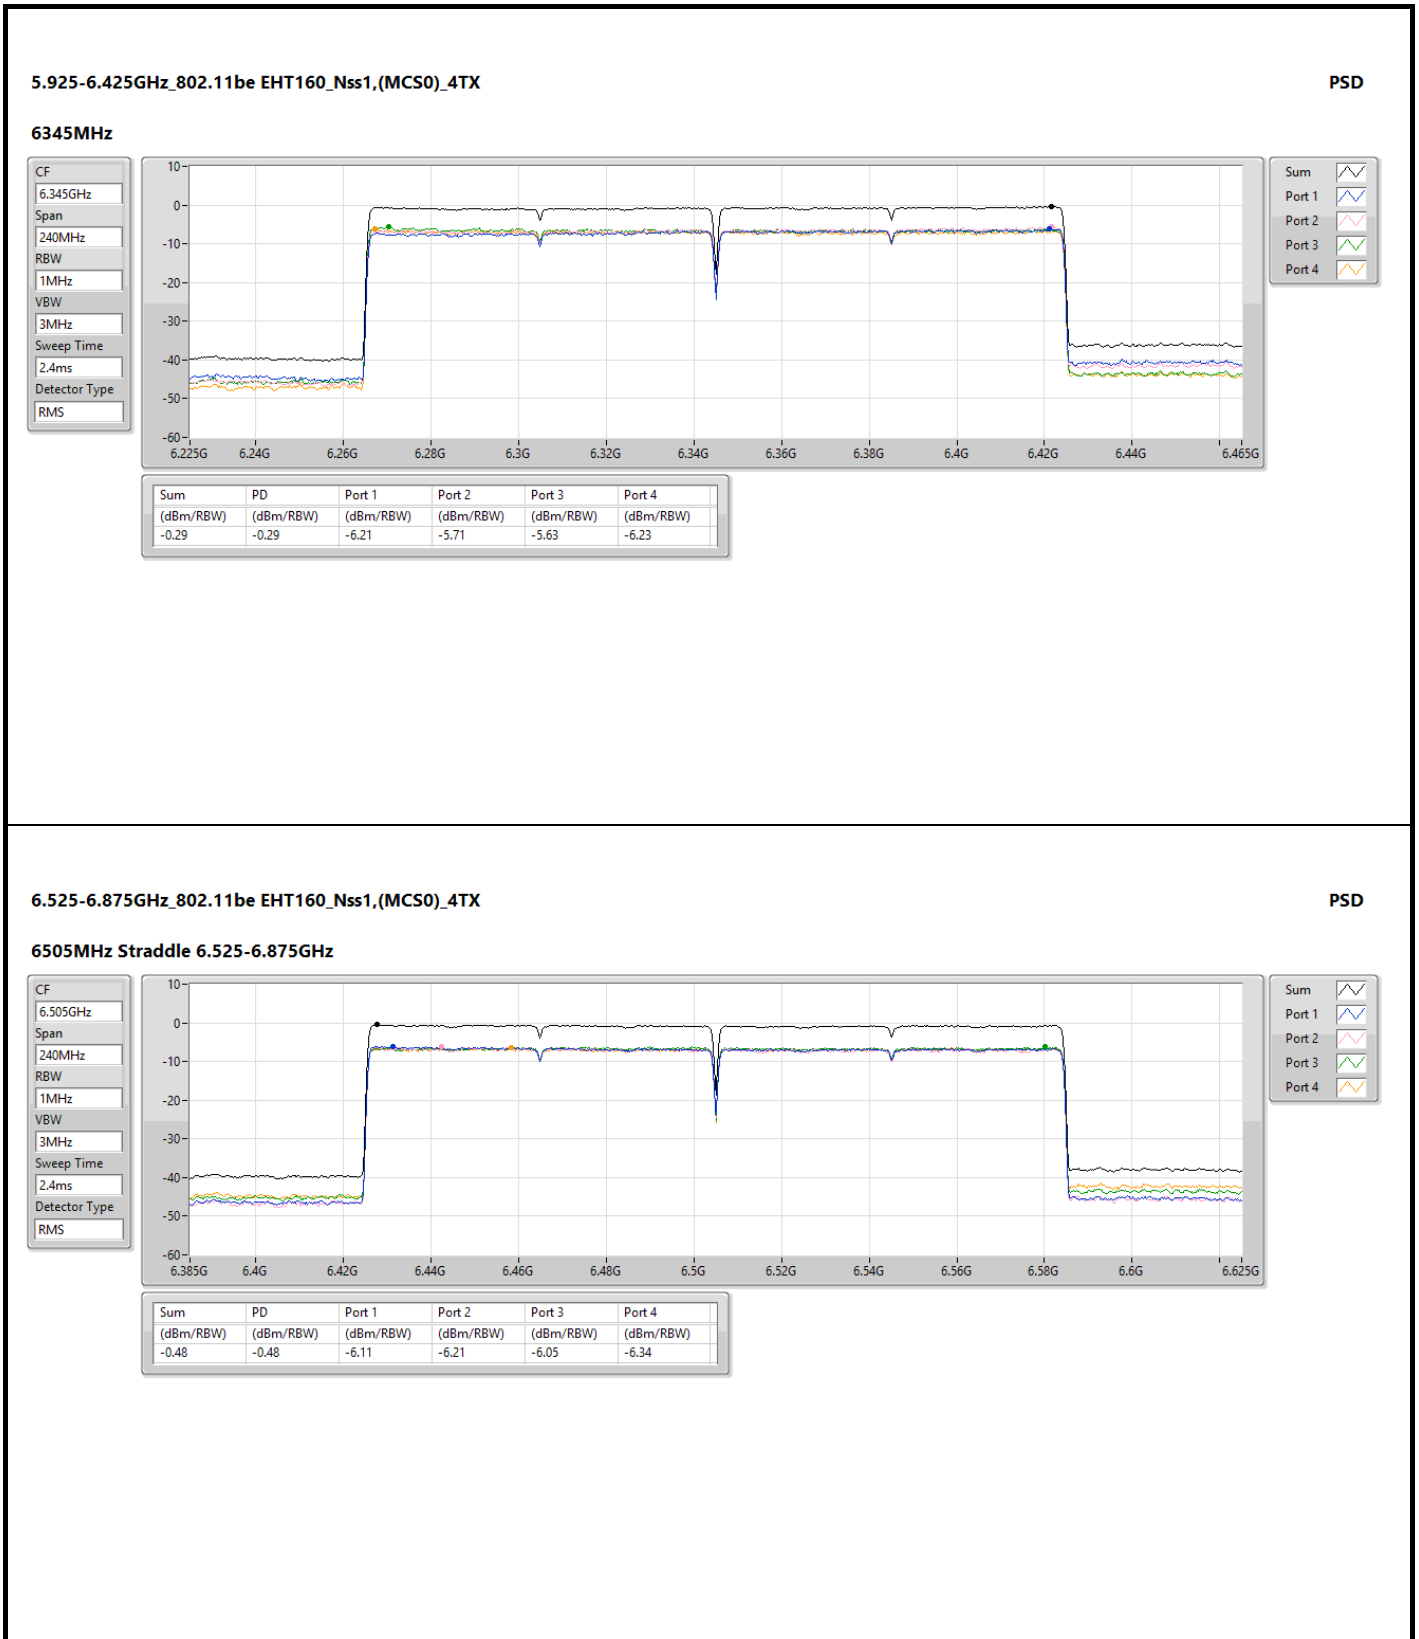 5.925-6.425GHz_802.11be EHT160_Nss1,(MCS0)_4TX PSD
6345MHz
CF
6.345GHz
Span
240MHz
RBW
1MHz
VBW
3MHz
Sweep Time
2.4ms
Detector Type
RMS
10
0
-10
-20
-30
-40
-50
-60
6.225G 6.24G 6.26G 6.28G 6.3G 6.32G 6.34G 6.36G 6.38G 6.4G 6.42G 6.44G 6.465G
Sum
Port 1
Port 2
Port 3
Port 4
Sum PD Port 1 Port 2 Port 3 Port 4
(dBm/RBW) (dBm/RBW) (dBm/RBW) (dBm/RBW) (dBm/RBW) (dBm/RBW)
-0.29 -0.29 -6.21 -5.71 -5.63 -6.23
6.525-6.875GHz_802.11be EHT160_Nss1,(MCS0)_4TX PSD
6505MHz Straddle 6.525-6.875GHz
CF
6.505GHz
Span
240MHz
RBW
1MHz
VBW
3MHz
Sweep Time
2.4ms
Detector Type
RMS
10
0
-10
-20
-30
-40
-50
-60
6.385G 6.4G 6.42G 6.44G 6.46G 6.48G 6.5G 6.52G 6.54G 6.56G 6.58G 6.6G 6.625G
Sum
Port 1
Port 2
Port 3
Port 4
Sum PD Port 1 Port 2 Port 3 Port 4
(dBm/RBW) (dBm/RBW) (dBm/RBW) (dBm/RBW) (dBm/RBW) (dBm/RBW)
-0.48 -0.48 -6.11 -6.21 -6.05 -6.34